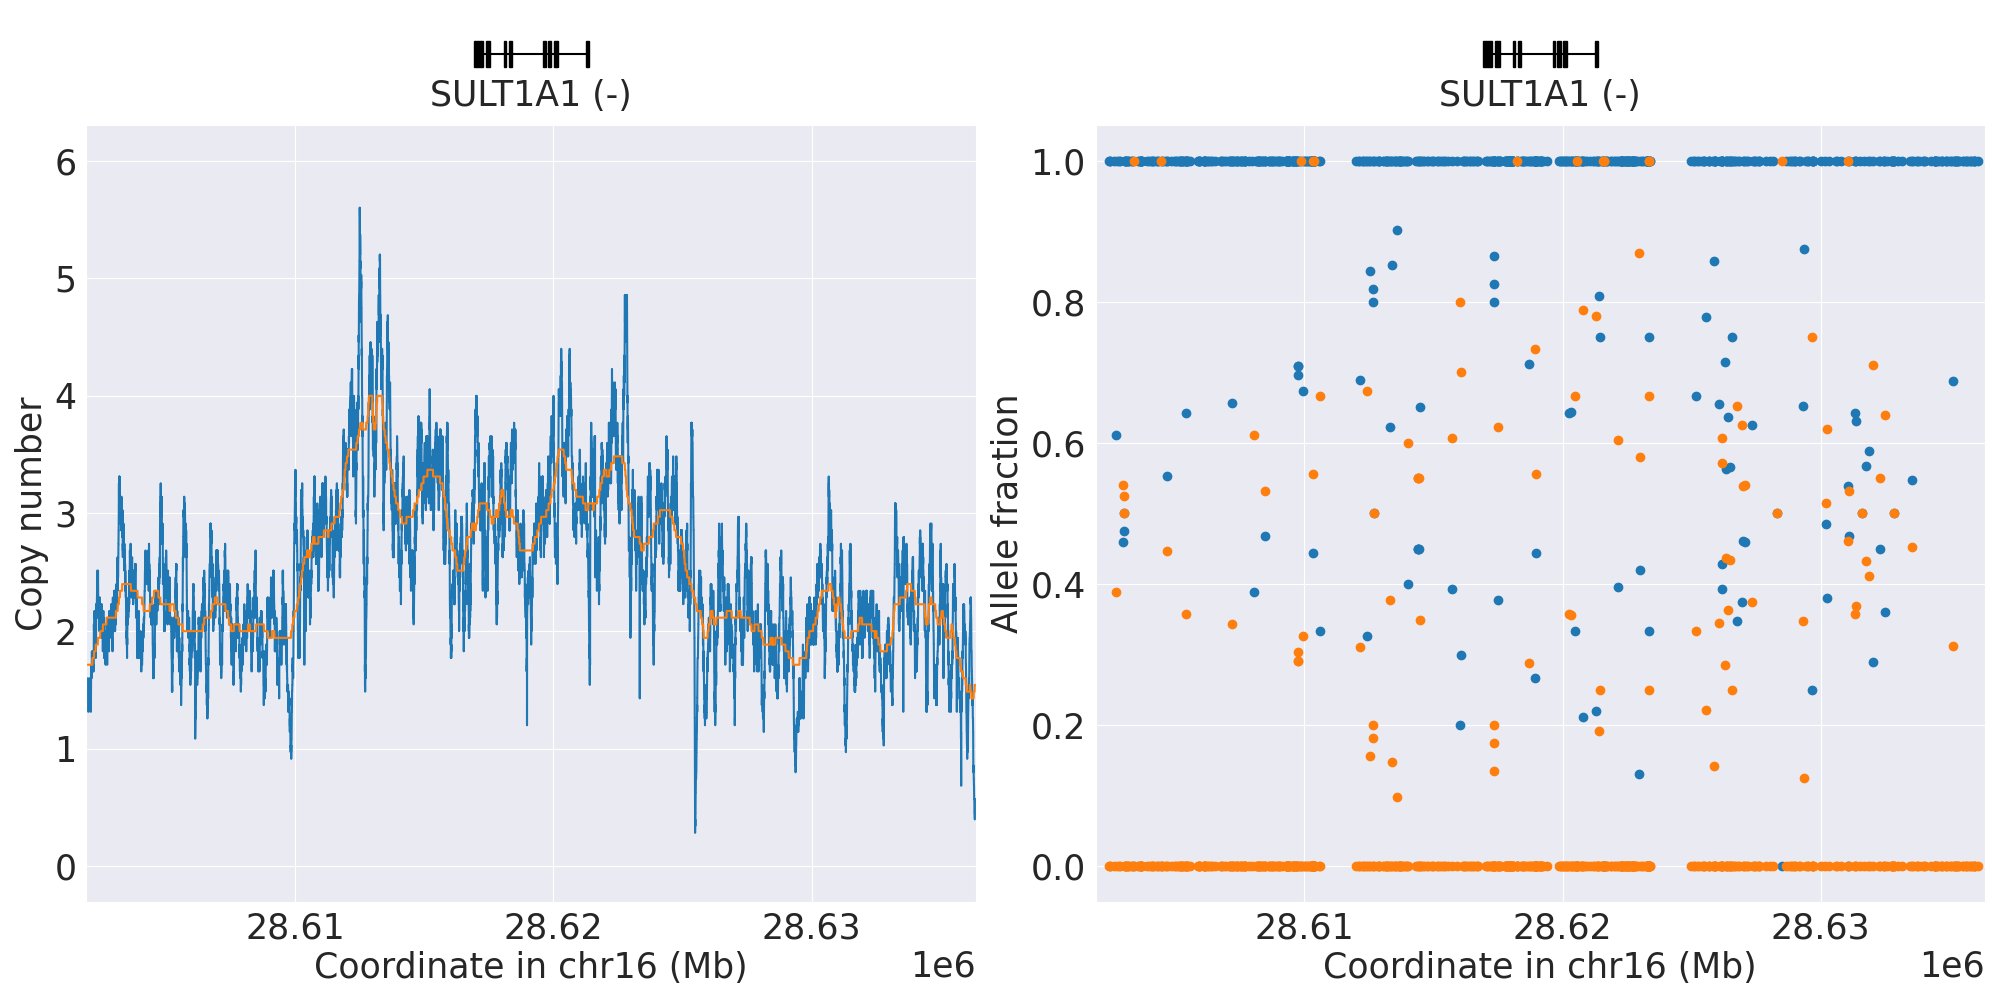 SULT1A1 (-)
6
5
4
3
2
1
0
Copy number
28.61
28.62
28.63
Coordinate in chr16 (Mb)
1e6
SULT1A1 (-)
1.0
0.8
0.6
0.4
0.2
0.0
Allele fraction
28.61
28.62
28.63
Coordinate in chr16 (Mb)
1e6